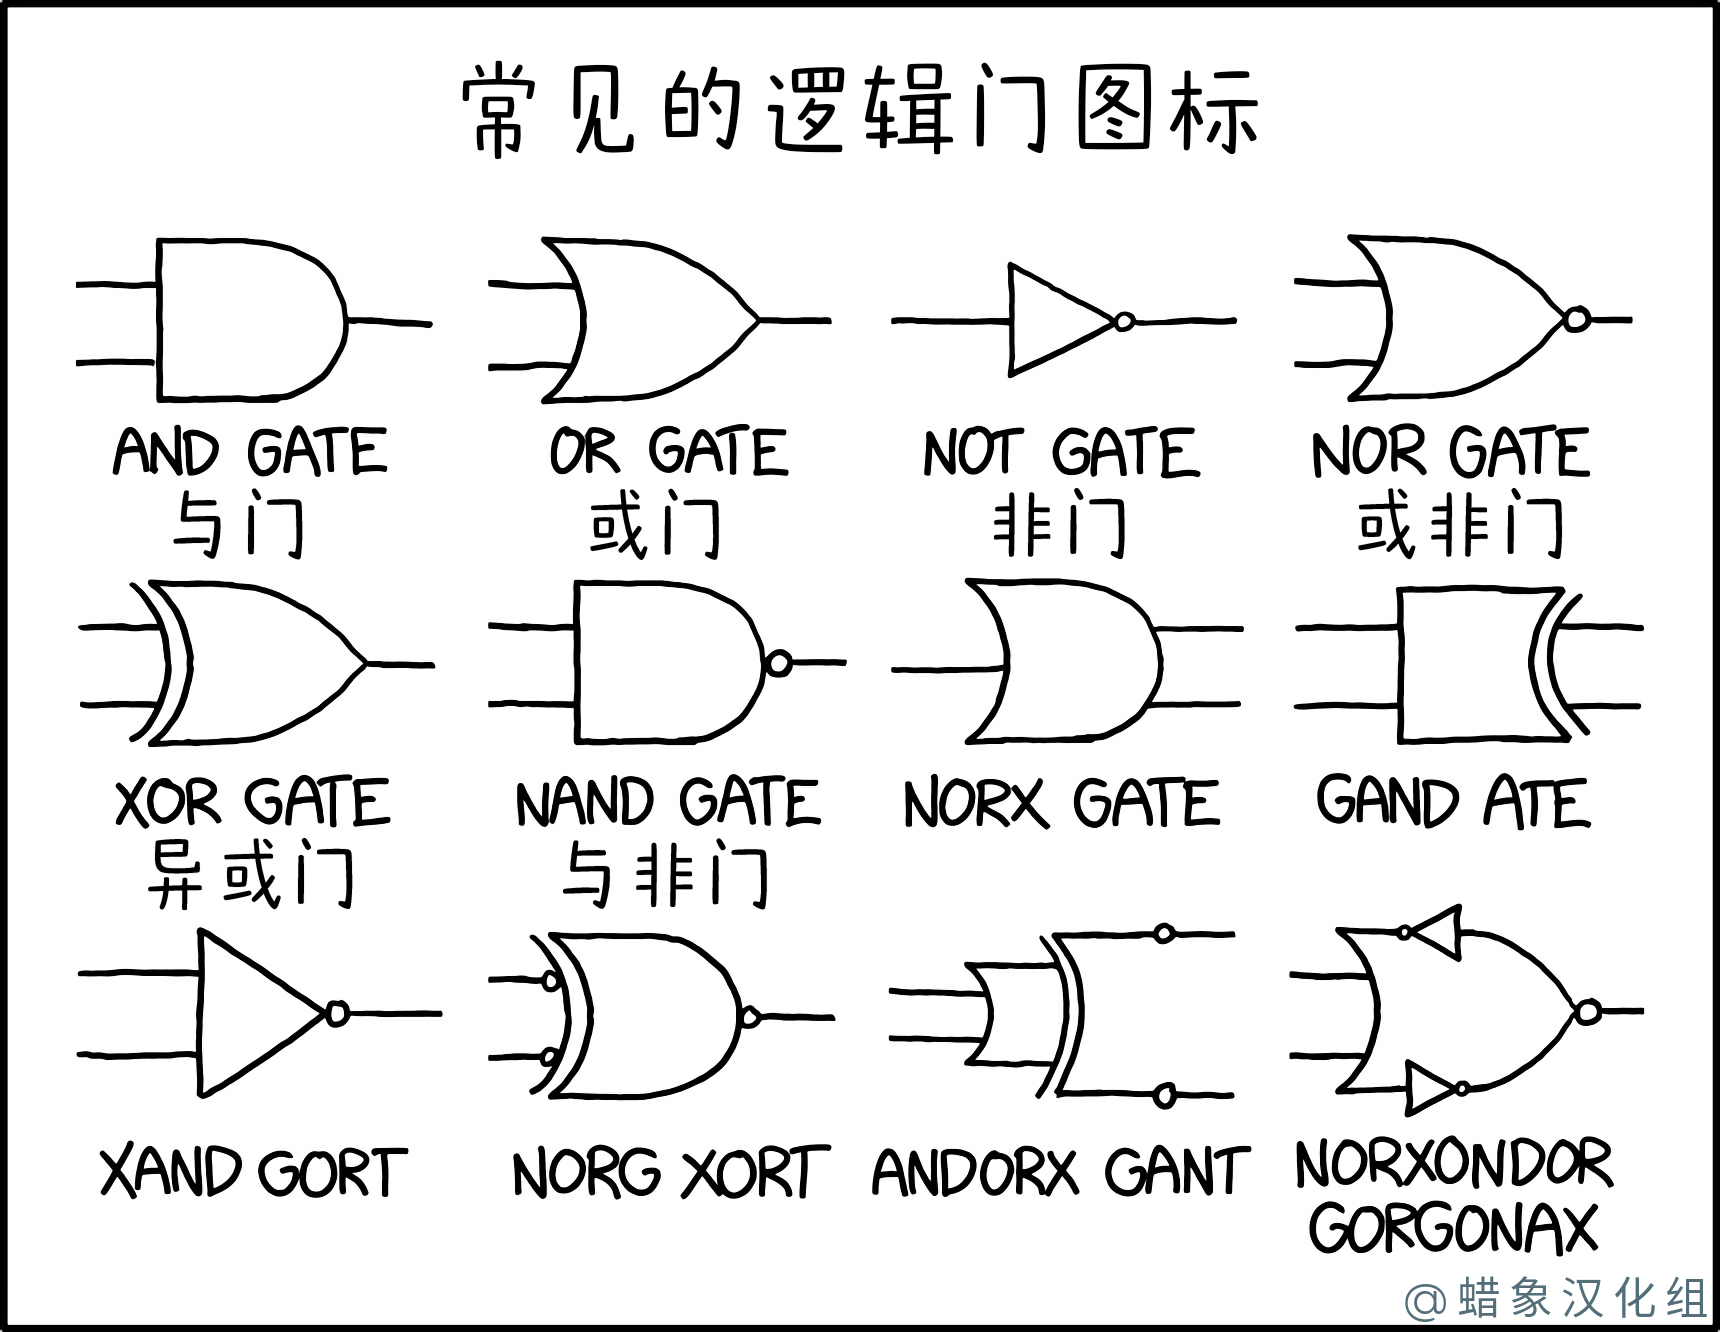 常见的逻辑门图标
AND GATE
与门
OR GATE
或门
NOT GATE
非门
NOR GATE
或非门
XOR GATE
异或门
NAND GATE
与非门
NORX GATE
GAND ATE
XAND GORT
NORG XORT
ANDORX GANT
NORXONDOR
GORGONAX
@蜡象汉化组